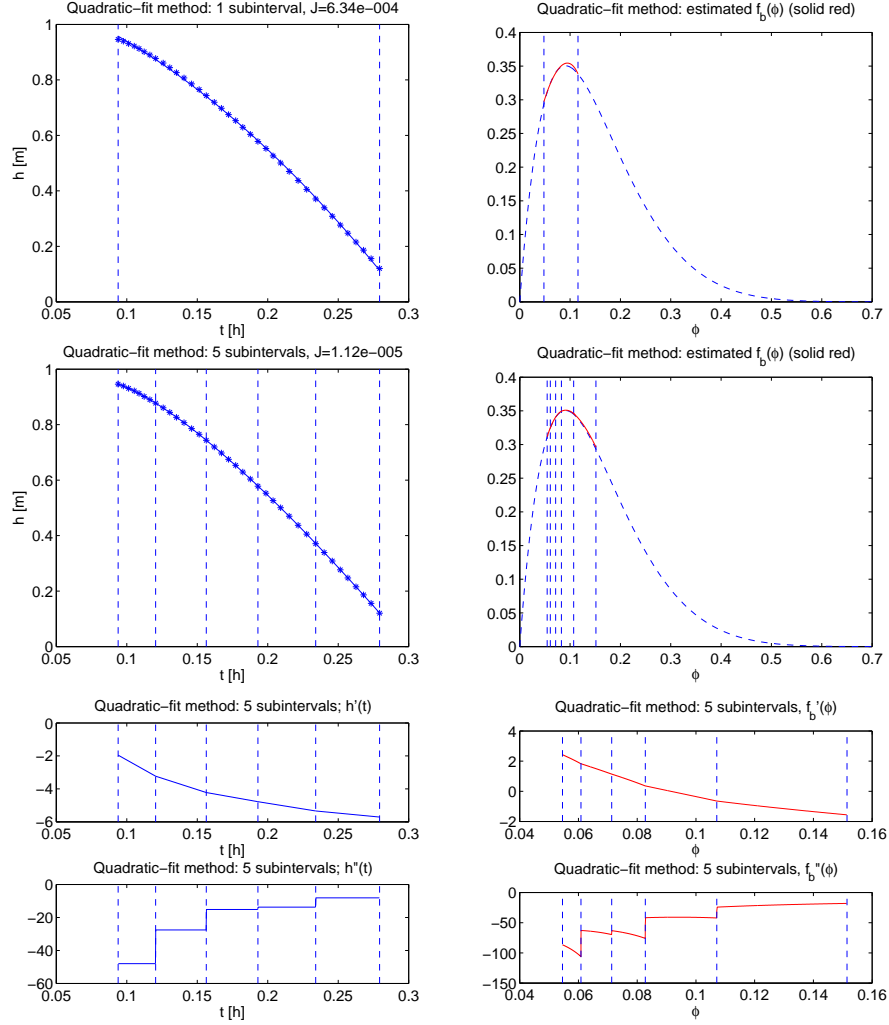 Quadratic−fit method: 1 subinterval, J=6.34e−004
1
0.8
0.6
0.4
0.2
0
h [m]
0.05 0.1 0.15 0.2 0.25 0.3
t [h]
Quadratic−fit method: estimated f_b(ϕ) (solid red)
0.4
0.35
0.3
0.25
0.2
0.15
0.1
0.05
0
0 0.1 0.2 0.3 0.4 0.5 0.6 0.7
ϕ
Quadratic−fit method: 5 subintervals, J=1.12e−005
1
0.8
0.6
0.4
0.2
0
h [m]
0.05 0.1 0.15 0.2 0.25 0.3
t [h]
Quadratic−fit method: estimated f_b(ϕ) (solid red)
0.4
0.35
0.3
0.25
0.2
0.15
0.1
0.05
0
0 0.1 0.2 0.3 0.4 0.5 0.6 0.7
ϕ
Quadratic−fit method: 5 subintervals; h'(t)
0
−2
−4
−6
0.05 0.1 0.15 0.2 0.25 0.3
t [h]
Quadratic−fit method: 5 subintervals, f_b'(ϕ)
4
2
0
−2
0.04 0.06 0.08 0.1 0.12 0.14 0.16
ϕ
Quadratic−fit method: 5 subintervals; h''(t)
0
−20
−40
−60
0.05 0.1 0.15 0.2 0.25 0.3
t [h]
Quadratic−fit method: 5 subintervals, f_b''(ϕ)
0
−50
−100
−150
0.04 0.06 0.08 0.1 0.12 0.14 0.16
ϕ